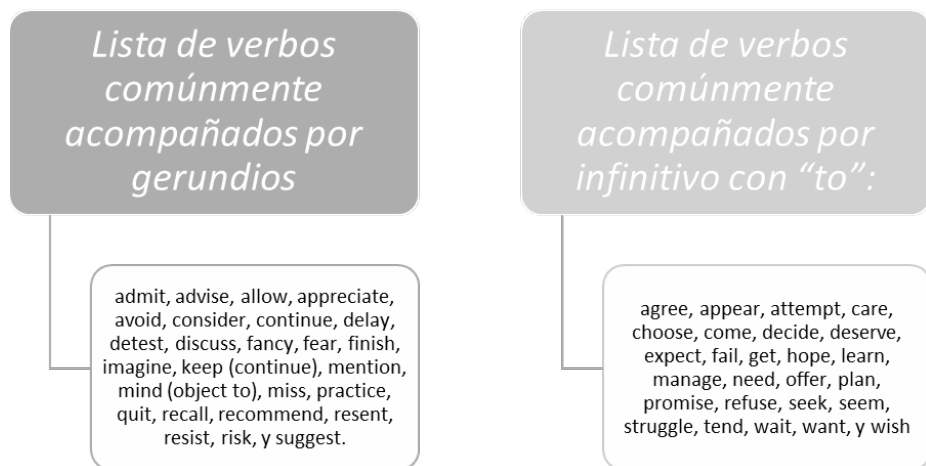 Lista de verbos
comúnmente
acompañados por
gerundios
admit, advise, allow, appreciate,
avoid, consider, continue, delay,
detest, discuss, fancy, fear, finish,
imagine, keep (continue), mention,
mind (object to), miss, practice,
quit, recall, recommend, resent,
resist, risk, y suggest.
Lista de verbos
comúnmente
acompañados por
infinitivo con “to”:
agree, appear, attempt, care,
choose, come, decide, deserve,
expect, fail, get, hope, learn,
manage, need, offer, plan,
promise, refuse, seek, seem,
struggle, tend, wait, want, y wish